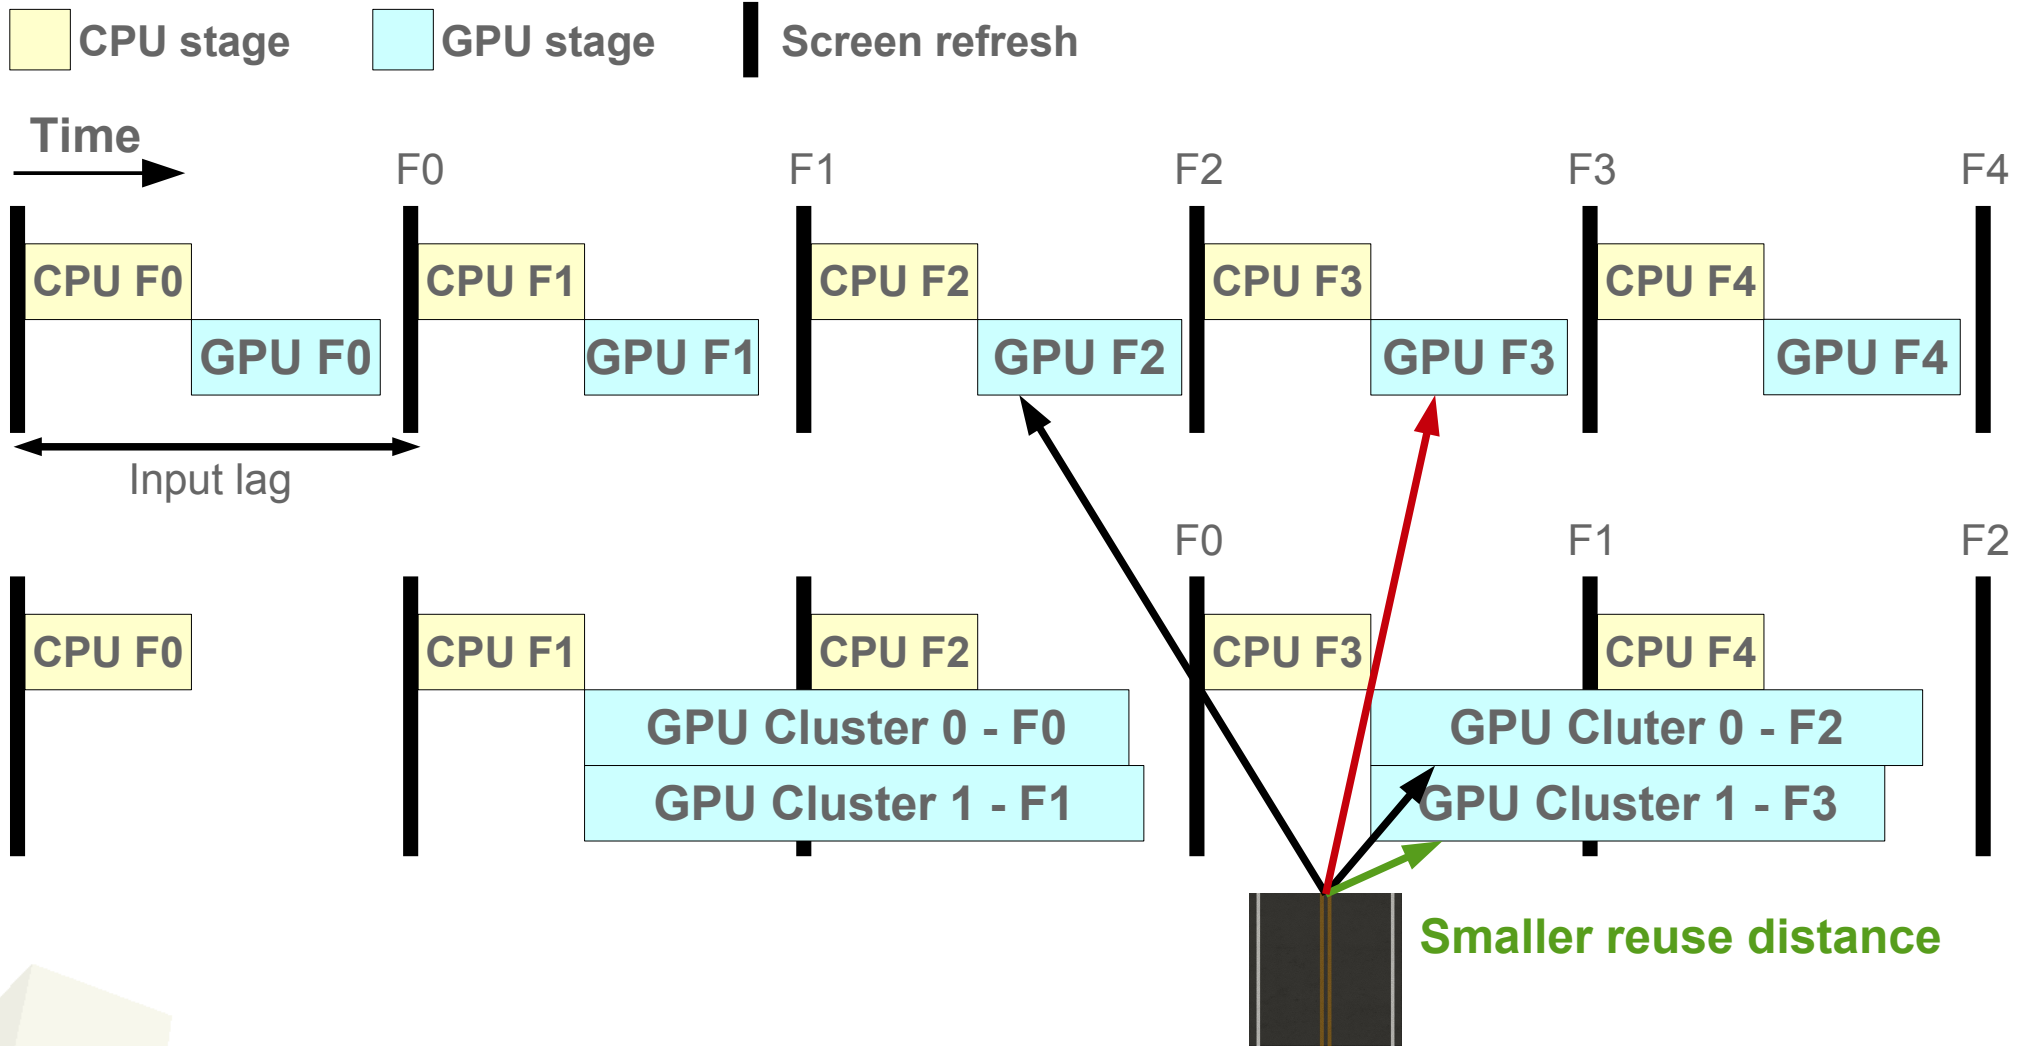 CPU stage GPU stage Screen refresh
Time
F0 F1 F2 F3 F4
CPU F0 CPU F1 CPU F2 CPU F3 CPU F4
GPU F0 GPU F1 GPU F2 GPU F3 GPU F4
Input lag
F0 F1 F2
CPU F0 CPU F1 CPU F2 CPU F3 CPU F4
GPU Cluster 0 - F0 GPU Cluter 0 - F2
GPU Cluster 1 - F1 GPU Cluster 1 - F3
Smaller reuse distance